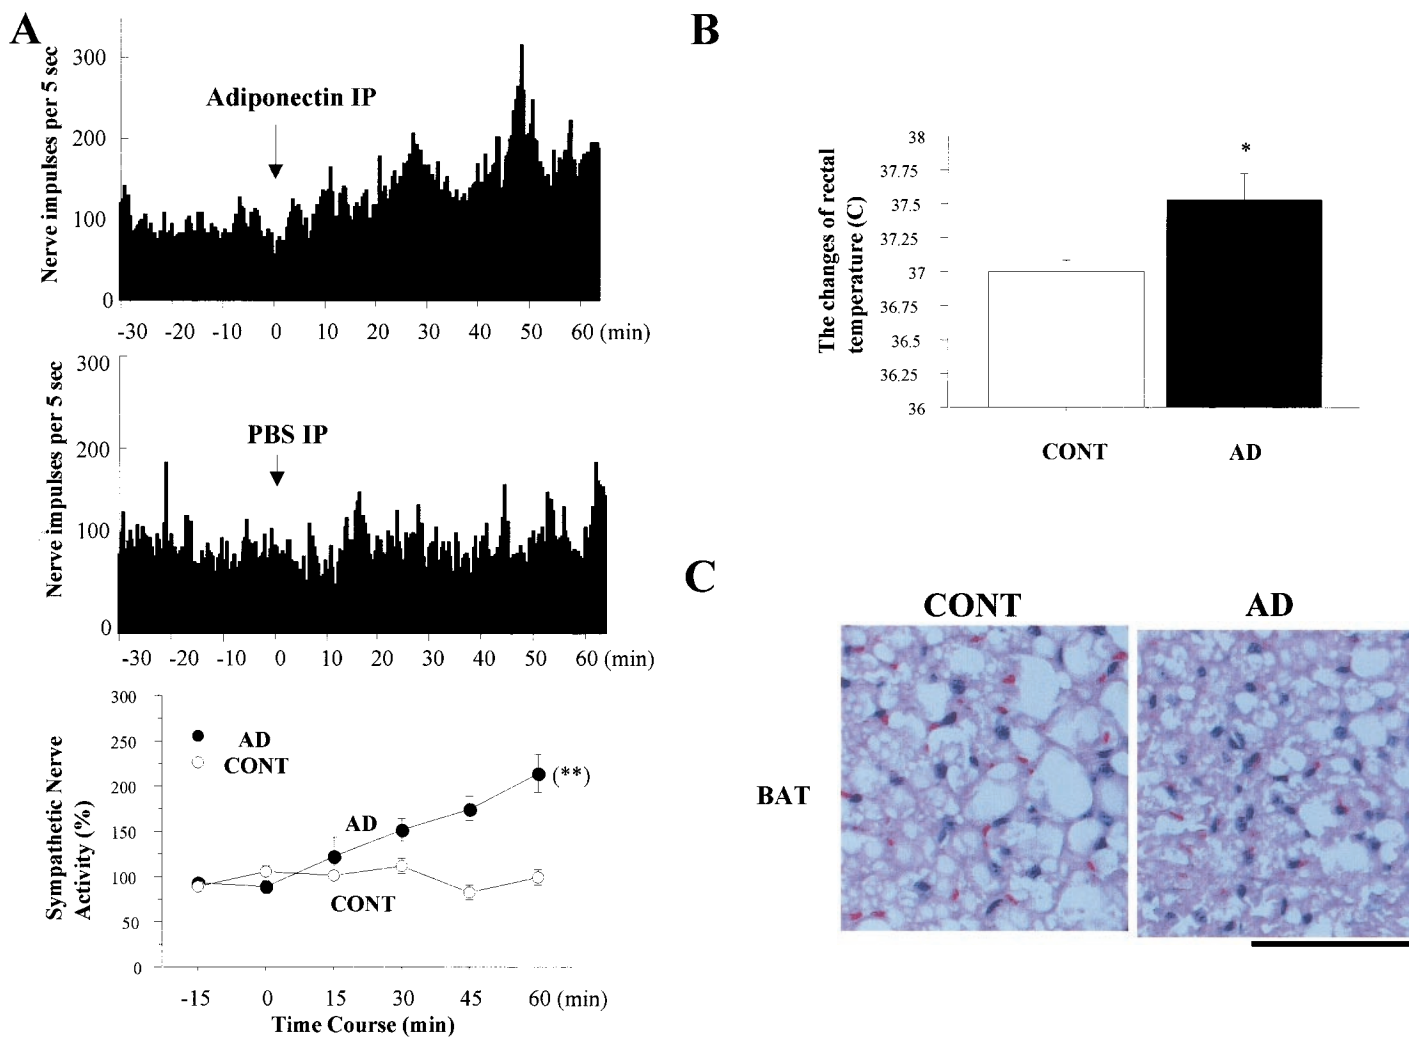 A
Nerve impulses per 5 sec
300
200
100
0
Adiponectin IP
-30 -20 -10 0 10 20 30 40 50 60 (min)
Nerve impulses per 5 sec
300
200
100
0
PBS IP
-30 -20 -10 0 10 20 30 40 50 60 (min)
Sympathetic Nerve
Activity (%)
300
250
200
150
100
50
0
AD
CONT
(**)
AD
CONT
-15 0 15 30 45 60 (min)
Time Course (min)
B
The changes of rectal
temperature (C)
38
37.75
37.5
37.25
37
36.75
36.5
36.25
36
*
CONT AD
C
CONT AD
BAT